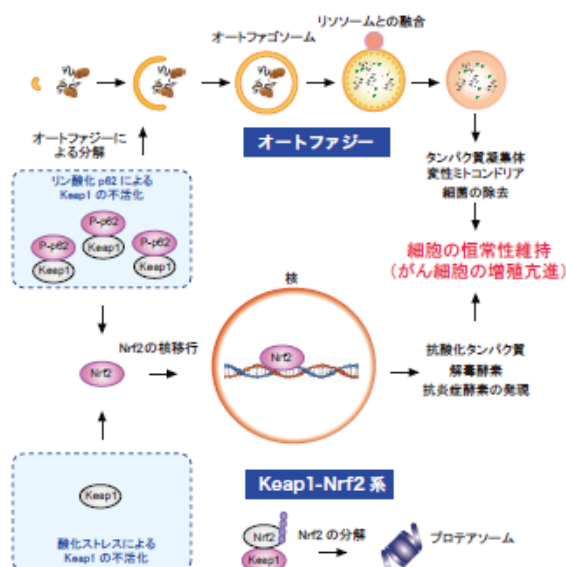 リソソームとの融合
オートファゴソーム
オートファジーに
よる分解
オートファジー
タンパク質凝集体
変性ミトコンドリア
細菌の除去
リン酸化 p62 による
Keap1 の不活化
P-p62
Keap1
P-p62
Keap1
P-p62
Keap1
細胞の恒常性維持
(がん細胞の増殖亢進)
核
Nrf2の核移行
Nrf2
Nrf2
抗酸化タンパク質
解毒酵素
抗炎症酵素の発現
Keap1-Nrf2 系
Keap1
酸化ストレスによる
Keap1 の不活化
Nrf2
Keap1
Nrf2 の分解
プロテアソーム